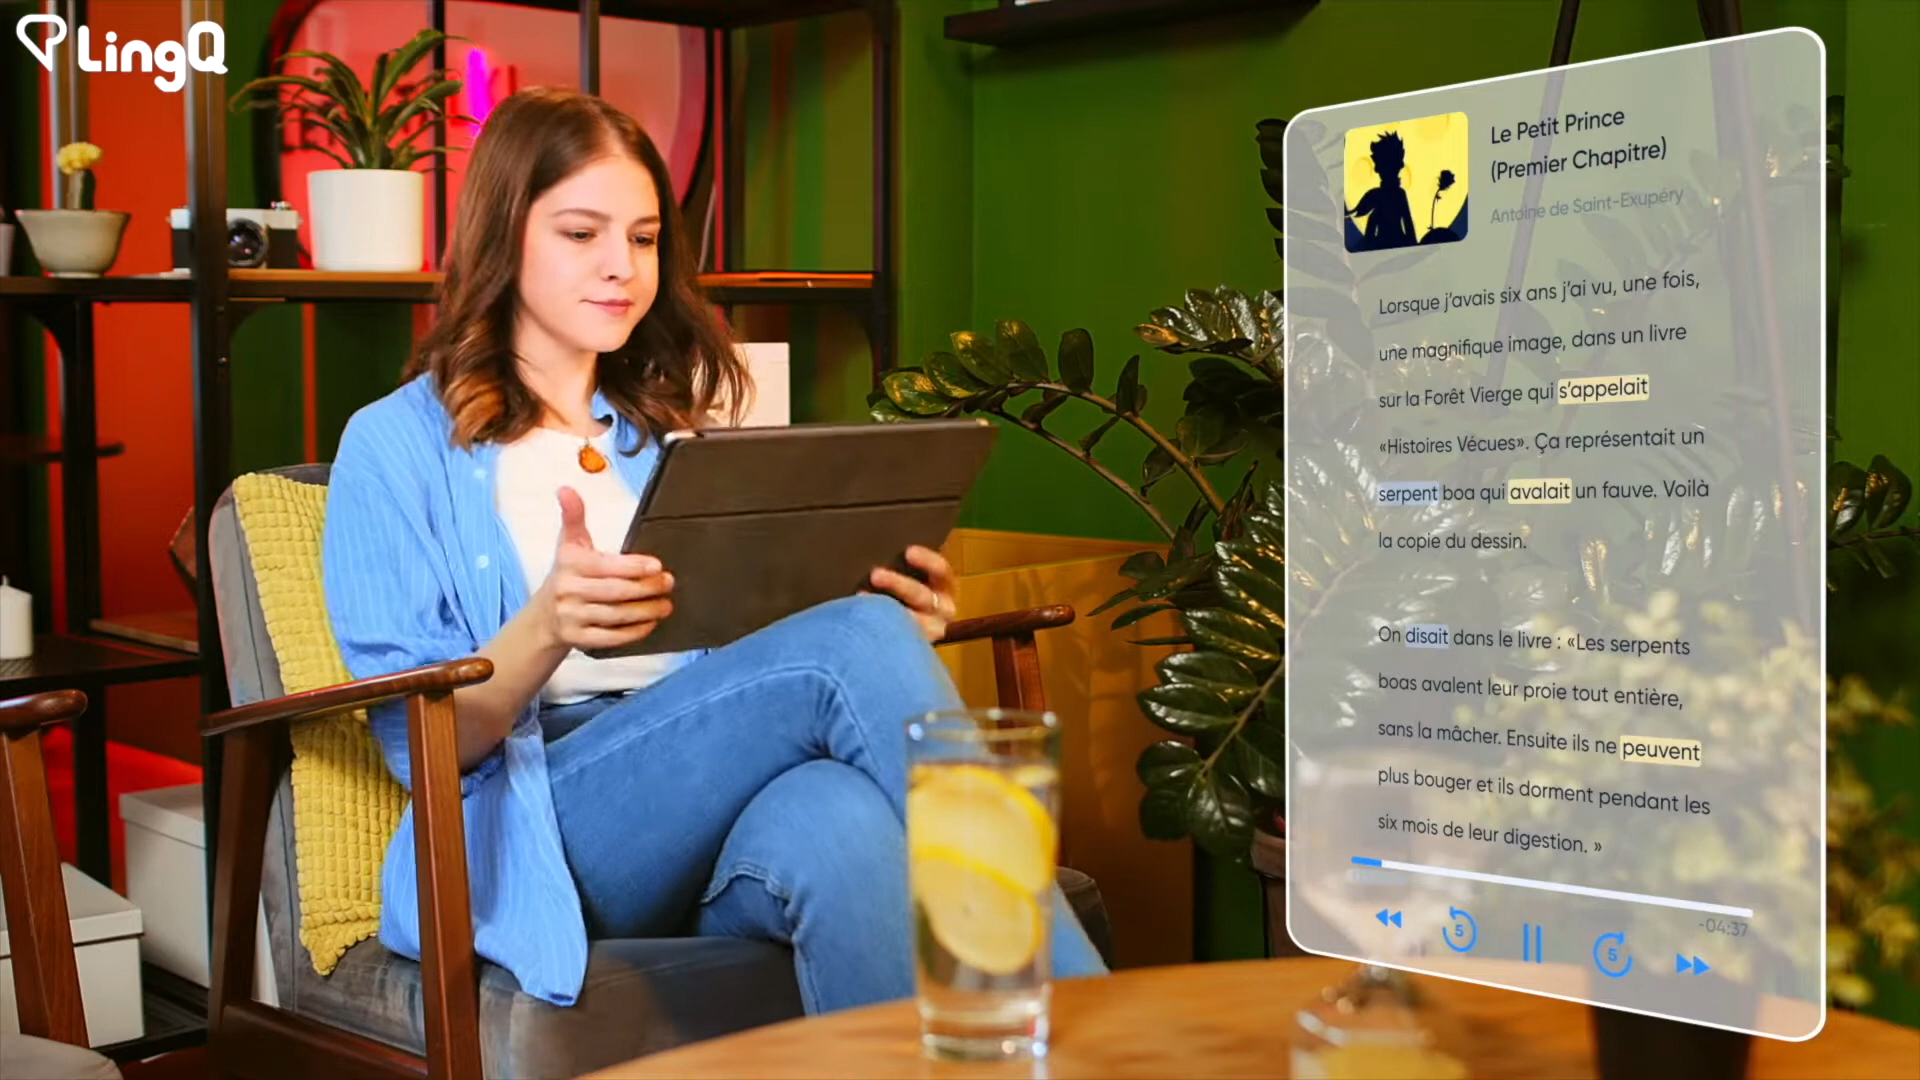 LingQ
Le Petit Prince
(Premier Chapitre)
Antoine de Saint-Exupéry
Lorsque j'avais six ans j'ai vu, une fois,
une magnifique image, dans un livre
sur la Forêt Vierge qui s'appelait
«Histoires Vécues». Ça représentait un
serpent boa qui avalait un fauve. Voilà
la copie du dessin.
On disait dans le livre : «Les serpents
boas avalent leur proie tout entière,
sans la mâcher. Ensuite ils ne peuvent
plus bouger et ils dorment pendant les
six mois de leur digestion. »
-04:37
5
5